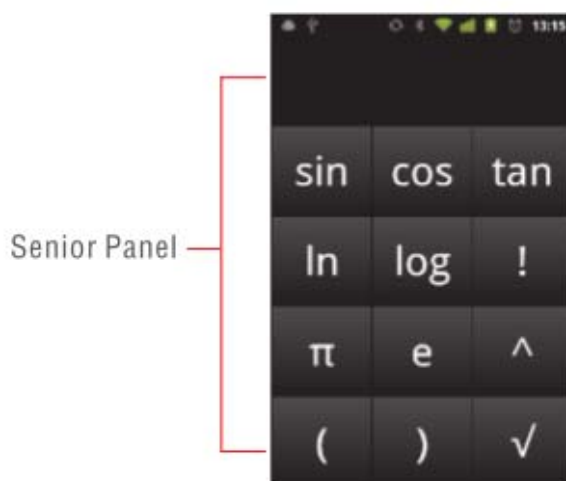 13:15
sin cos tan
Senior Panel
ln log !
π e ^
( ) √